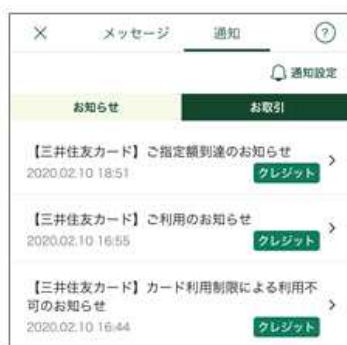 × メッセージ 通知 ?
通知設定
お知らせ お取引
【三井住友カード】ご指定額到達のお知らせ
2020.02.10 18:51 クレジット
【三井住友カード】ご利用のお知らせ
2020.02.10 16:55 クレジット
【三井住友カード】カード利用制限による利用不
可のお知らせ
2020.02.10 16:44 クレジット